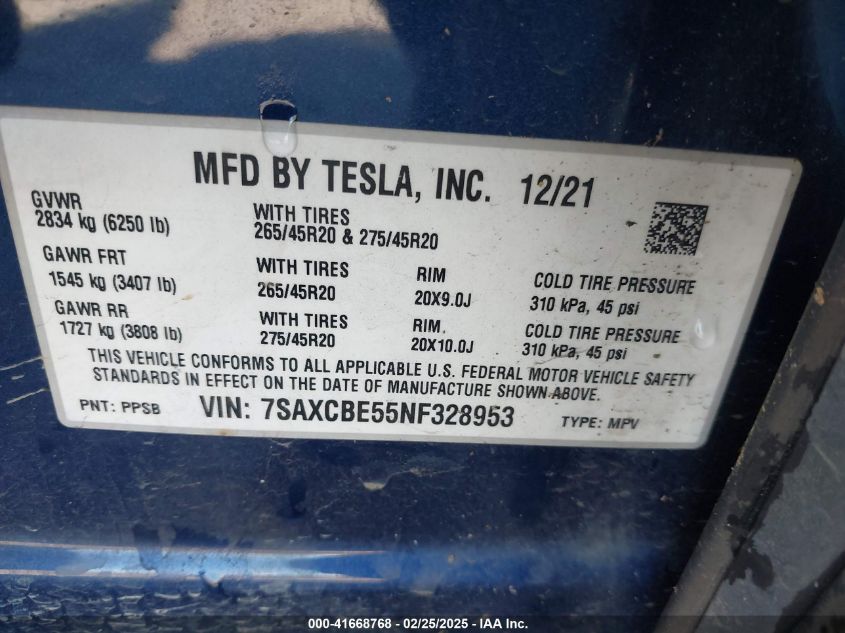 MFD BY TESLA, INC. 12/21
GVWR
2834 kg (6250 lb)
WITH TIRES
265/45R20 & 275/45R20
GAWR FRT
1545 kg (3407 lb)
WITH TIRES
265/45R20
RIM
20X9.0J
COLD TIRE PRESSURE
310 kPa, 45 psi
GAWR RR
1727 kg (3808 lb)
WITH TIRES
275/45R20
RIM.
20X10.0J
COLD TIRE PRESSURE
310 kPa, 45 psi
THIS VEHICLE CONFORMS TO ALL APPLICABLE U.S. FEDERAL MOTOR VEHICLE SAFETY
STANDARDS IN EFFECT ON THE DATE OF MANUFACTURE SHOWN ABOVE.
PNT: PPSB VIN: 7SAXCBE55NF328953 TYPE: MPV
000-41668768 - 02/25/2025 - IAA Inc.